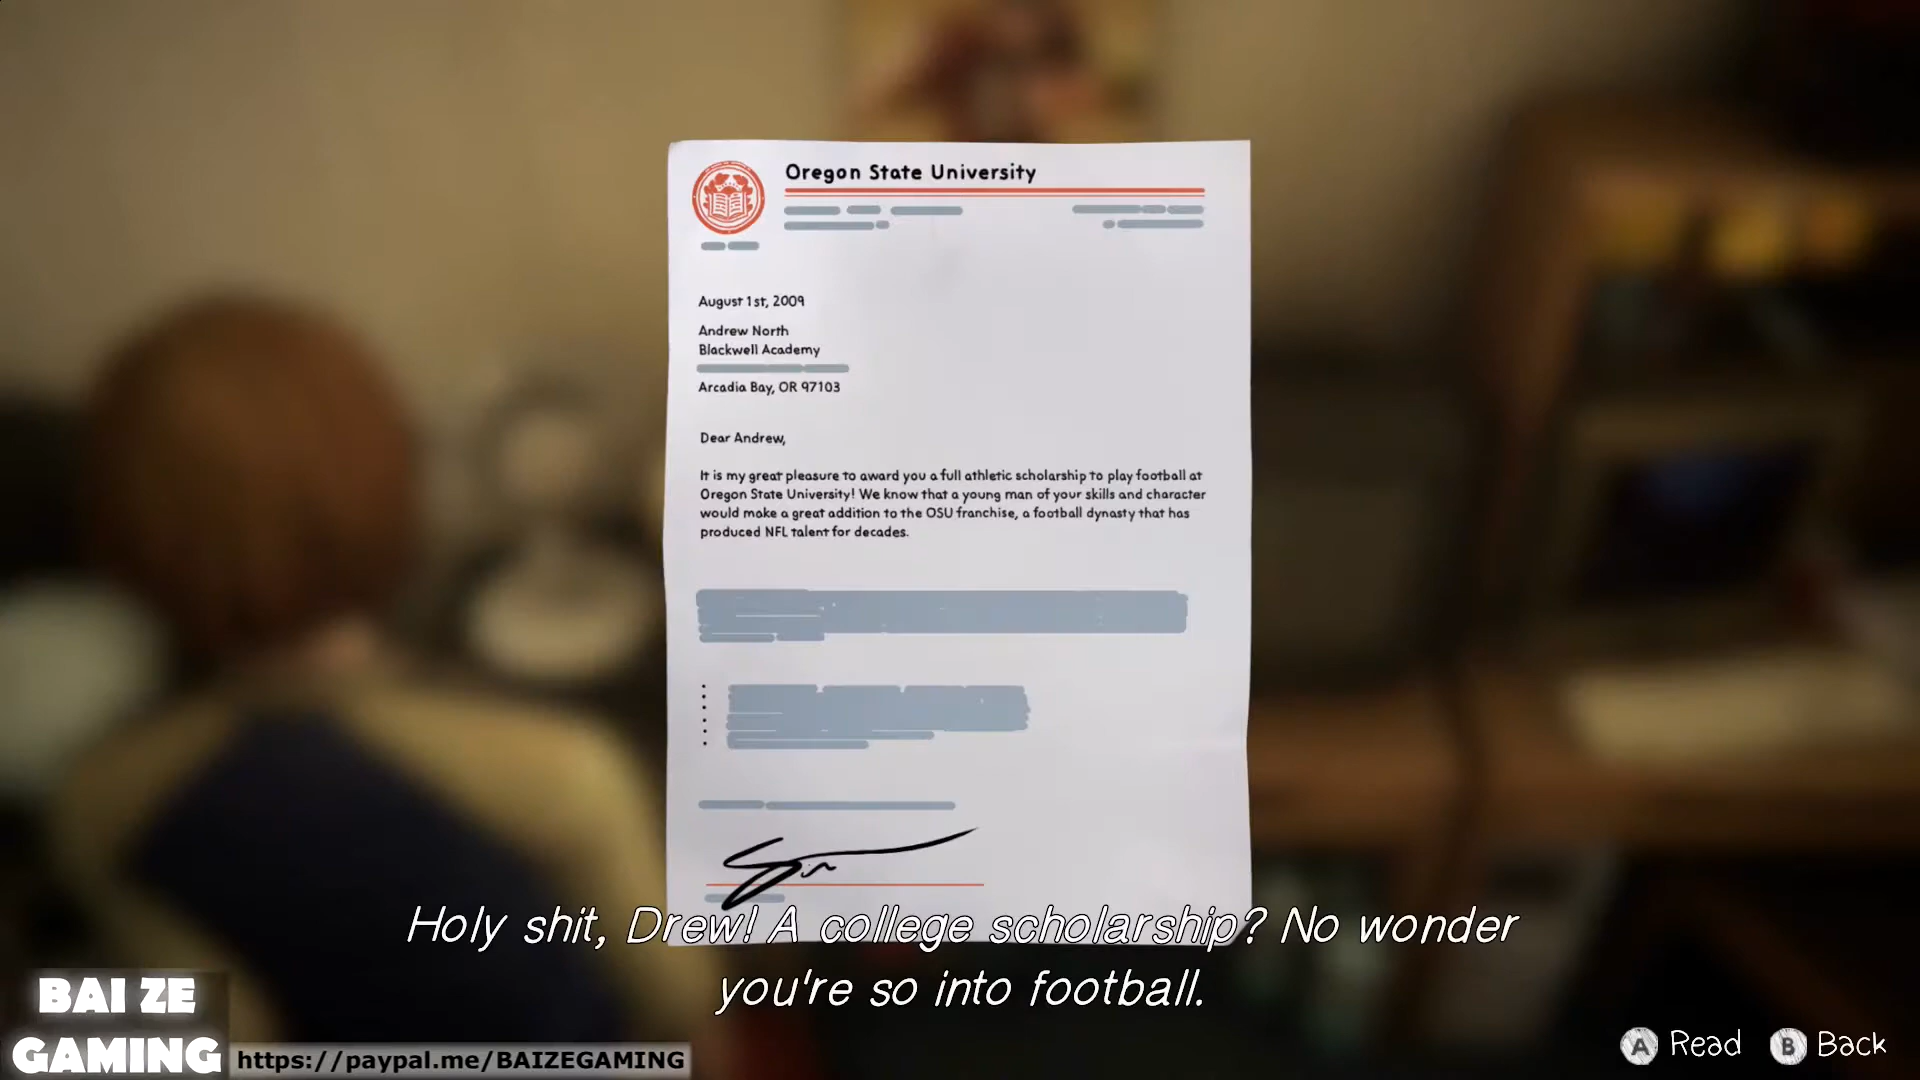 Oregon State University
August 1st, 2009
Andrew North
Blackwell Academy
Arcadia Bay, OR 97103
Dear Andrew,
It is my great pleasure to award you a full athletic scholarship to play football at
Oregon State University! We know that a young man of your skills and character
would make a great addition to the OSU franchise, a football dynasty that has
produced NFL talent for decades.
Holy shit, Drew! A college scholarship? No wonder
you're so into football.
BAI ZE
GAMING
https://paypal.me/BAIZEGAMING
A Read B Back